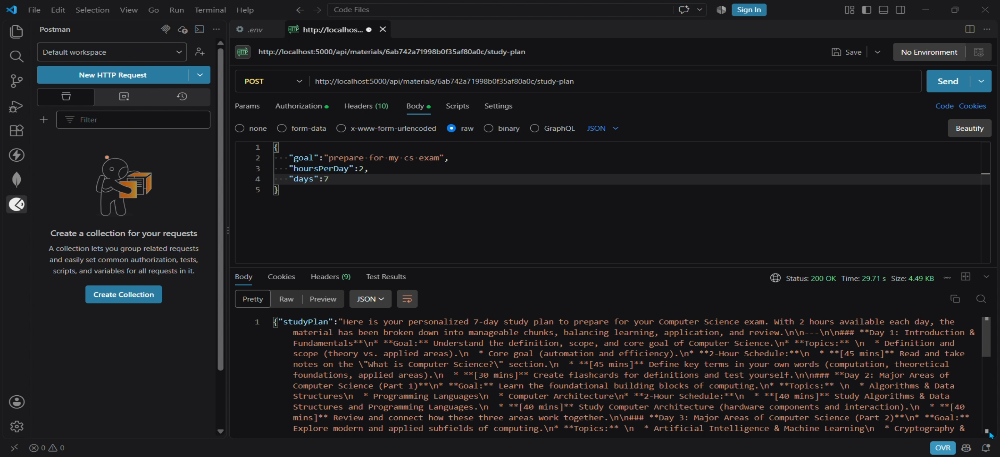 File Edit Selection View Go Run Terminal Help
Code Files
Sign In
Postman
Default workspace
New HTTP Request
Filter
Create a collection for your requests
A collection lets you group related requests
and easily set common authorization, tests,
scripts, and variables for all requests in it.
Create Collection
.env
HTTP http://localhos...
HTTP http://localhost:5000/api/materials/6ab742a71998b0f35af80a0c/study-plan
Save
No Environment
POST http://localhost:5000/api/materials/6ab742a71998b0f35af80a0c/study-plan
Send
Params Authorization Headers (10) Body Scripts Settings
Code Cookies
none form-data x-www-form-urlencoded raw binary GraphQL JSON
Beautify
1 {
2 "goal":"prepare for my cs exam",
3 "hoursPerDay":2,
4 "days":7
5 }
Body Cookies Headers (9) Test Results
Status: 200 OK Time: 29.71 s Size: 4.49 KB
Pretty Raw Preview JSON
1 {"studyPlan":"Here is your personalized 7-day study plan to prepare for your Computer Science exam. With 2 hours available each day, the
material has been broken down into manageable chunks, balancing learning, application, and review.\n\n---\n\n### **Day 1: Introduction &
Fundamentals**\n* **Goal:** Understand the definition, scope, and core goal of Computer Science.\n* **Topics:** \n  * Definition and
scope (theory vs. applied areas).\n  * Core goal (automation and efficiency).\n* **2-Hour Schedule:**\n  * **[45 mins]** Read and take
notes on the \"What is Computer Science?\" section.\n  * **[45 mins]** Define key terms in your own words (computation, theoretical
foundations, applied areas).\n  * **[30 mins]** Create flashcards for definitions and test yourself.\n\n### **Day 2: Major Areas of
Computer Science (Part 1)**\n* **Goal:** Learn the foundational building blocks of computing.\n* **Topics:** \n  * Algorithms & Data
Structures\n  * Programming Languages\n  * Computer Architecture\n* **2-Hour Schedule:**\n  * **[40 mins]** Study Algorithms & Data
Structures and Programming Languages.\n  * **[40 mins]** Study Computer Architecture (hardware components and interaction).\n  * **[40
mins]** Review and connect how these three areas work together.\n\n### **Day 3: Major Areas of Computer Science (Part 2)**\n* **Goal:**
Explore modern and applied subfields of computing.\n* **Topics:** \n  * Artificial Intelligence & Machine Learning\n  * Cryptography &
0 0
OVR